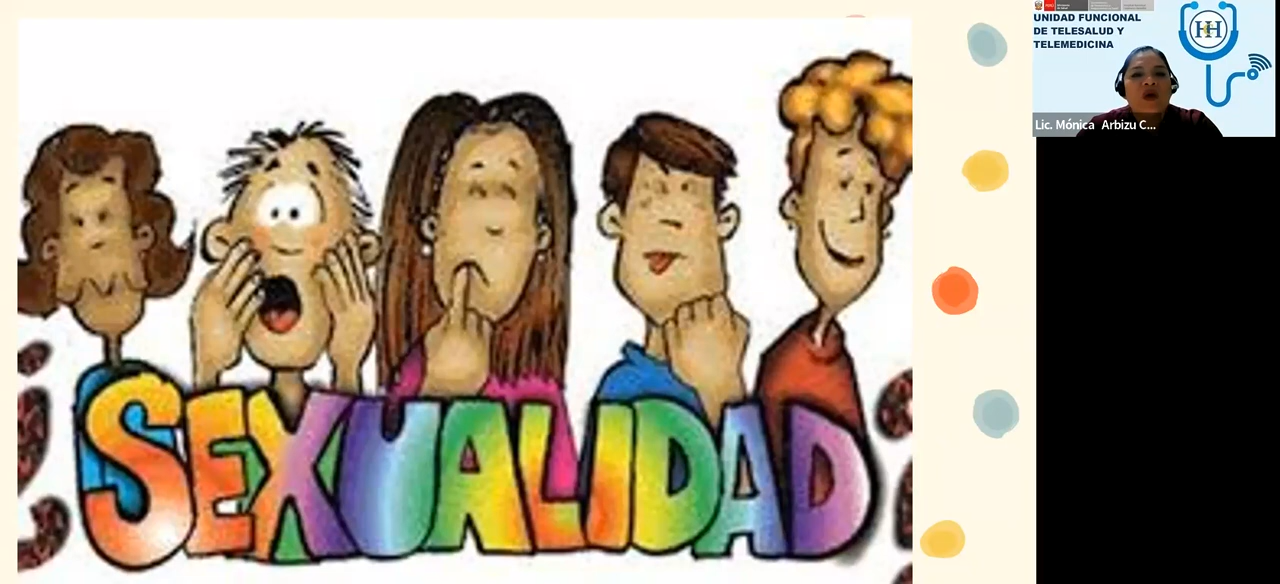 SEXUALIDAD
UNIDAD FUNCIONAL
DE TELESALUD Y
TELEMEDICINA
Lic. Mónica Arbizu C...